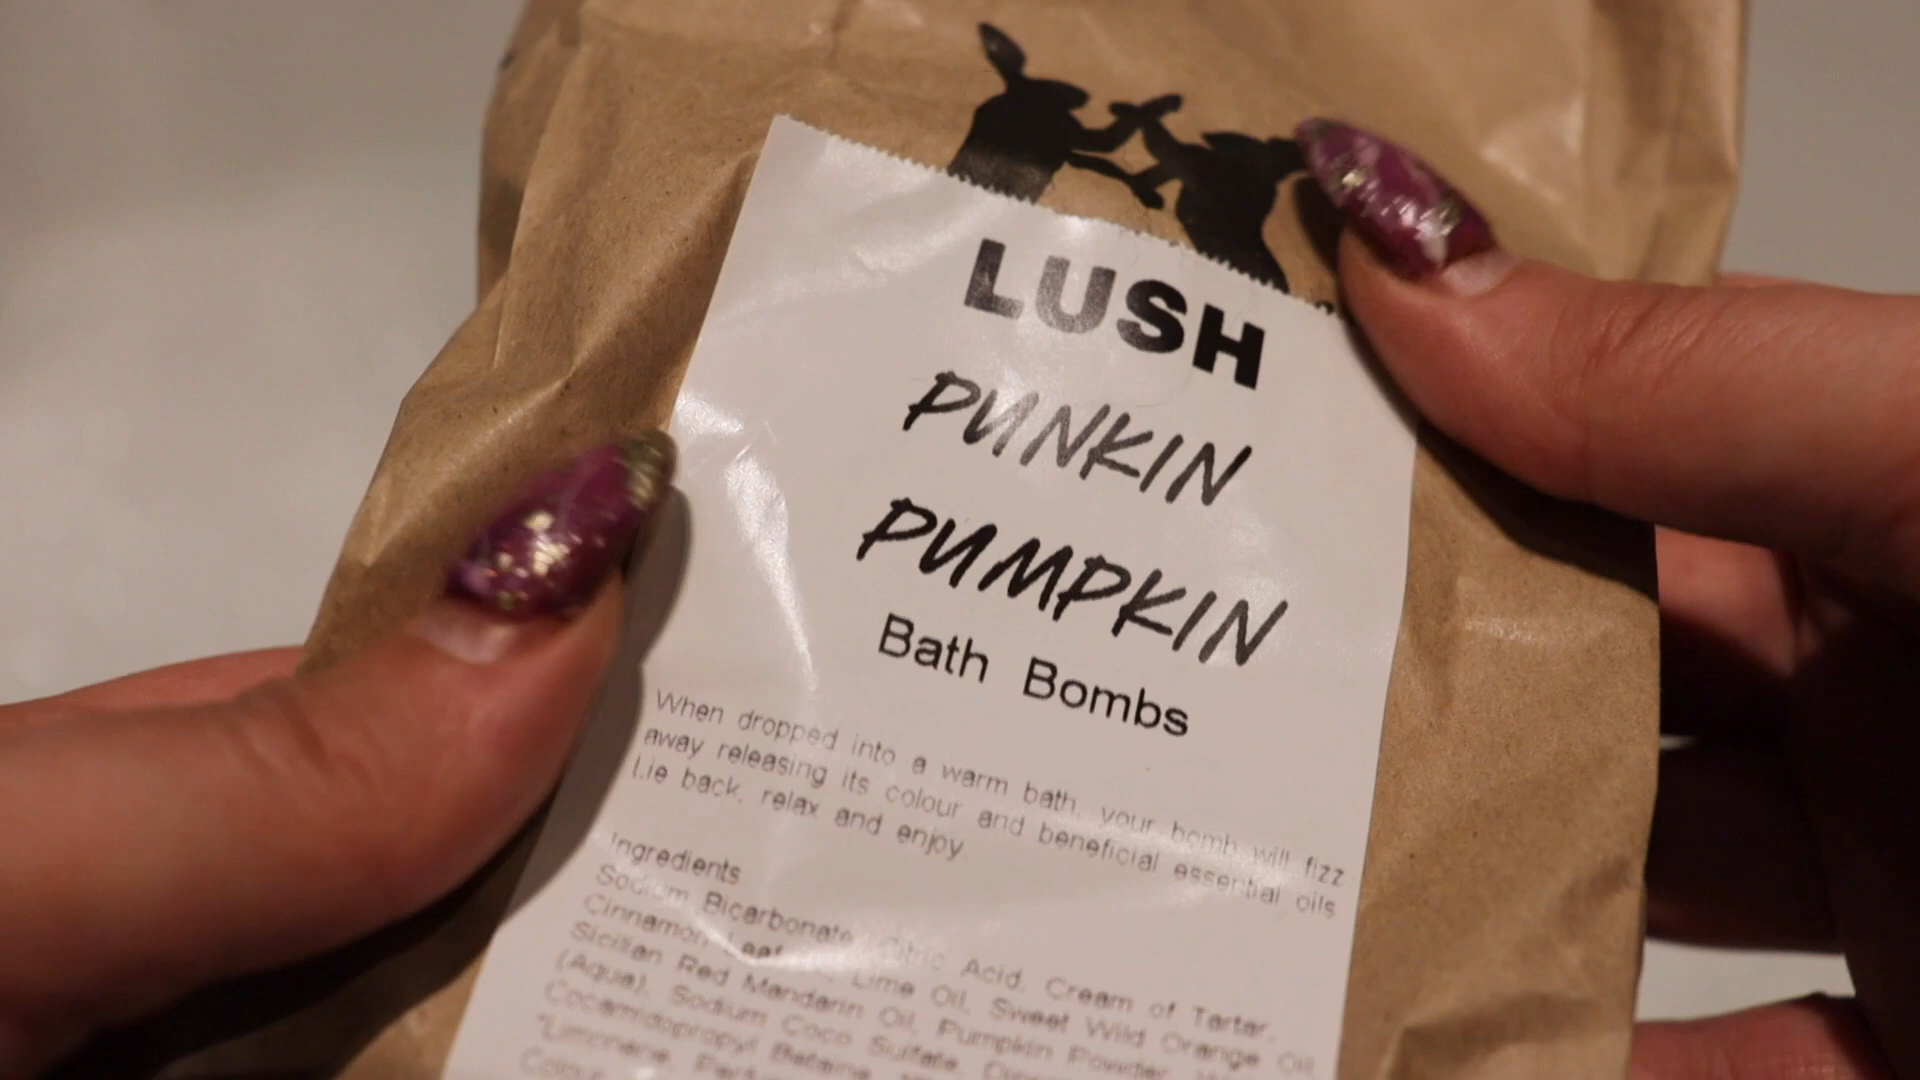 LUSH
PUNKIN
PUMPKIN
Bath Bombs
When dropped into a warm bath, your bomb will fizz
away releasing its colour and beneficial essential oils
Lie back, relax and enjoy
Ingredients
Sodium Bicarbonate, Citric Acid, Cream of Tartar,
Cinnamon Leaf Lime Oil, Sweet Wild Orange Oil,
Sicilian Red Mandarin Oil, Pumpkin Powder,
(Aqua), Sodium Coco Sulfate,
Cocamidopropyl Betaine,
*Limonene,
Colour